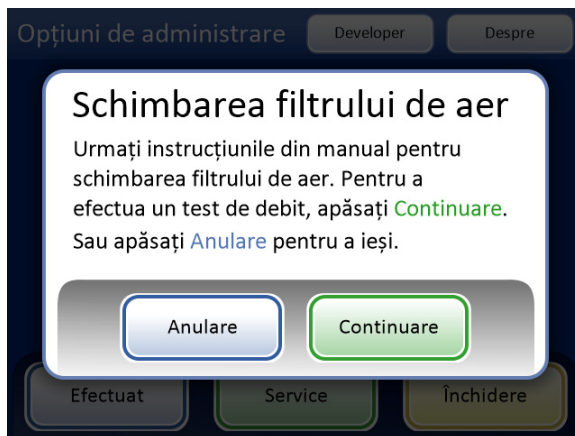 Opțiuni de administrare Developer Despre
Schimbarea filtrului de aer
Urmați instrucțiunile din manual pentru
schimbarea filtrului de aer. Pentru a
efectua un test de debit, apăsați Continuare.
Sau apăsați Anulare pentru a ieși.
Anulare Continuare
Efectuat Service Închidere